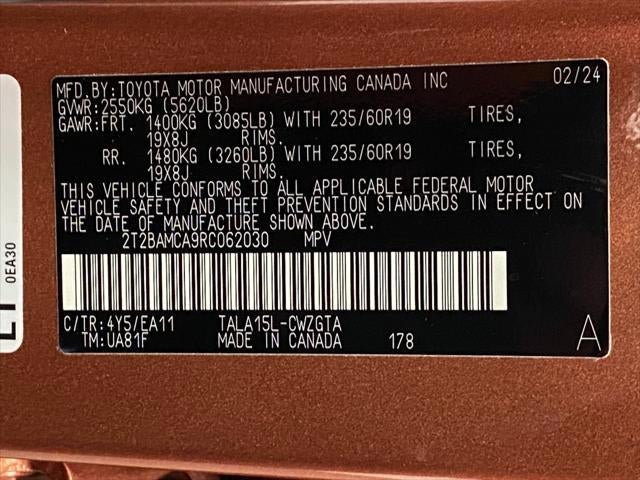 MFD.BY:TOYOTA MOTOR MANUFACTURING CANADA INC 02/24
GVWR:2550KG (5620LB)
GAWR:FRT. 1400KG (3085LB) WITH 235/60R19 TIRES,
19X8J RIMS.
RR. 1480KG (3260LB) WITH 235/60R19 TIRES,
19X8J RIMS.
THIS VEHICLE CONFORMS TO ALL APPLICABLE FEDERAL MOTOR
VEHICLE SAFETY AND THEFT PREVENTION STANDARDS IN EFFECT ON
THE DATE OF MANUFACTURE SHOWN ABOVE.
2T2BAMCA9RC062030 MPV
C/TR:4Y5/EA11 TALA15L-CWZGTA
TM:UA81F MADE IN CANADA 178 A
0EA30